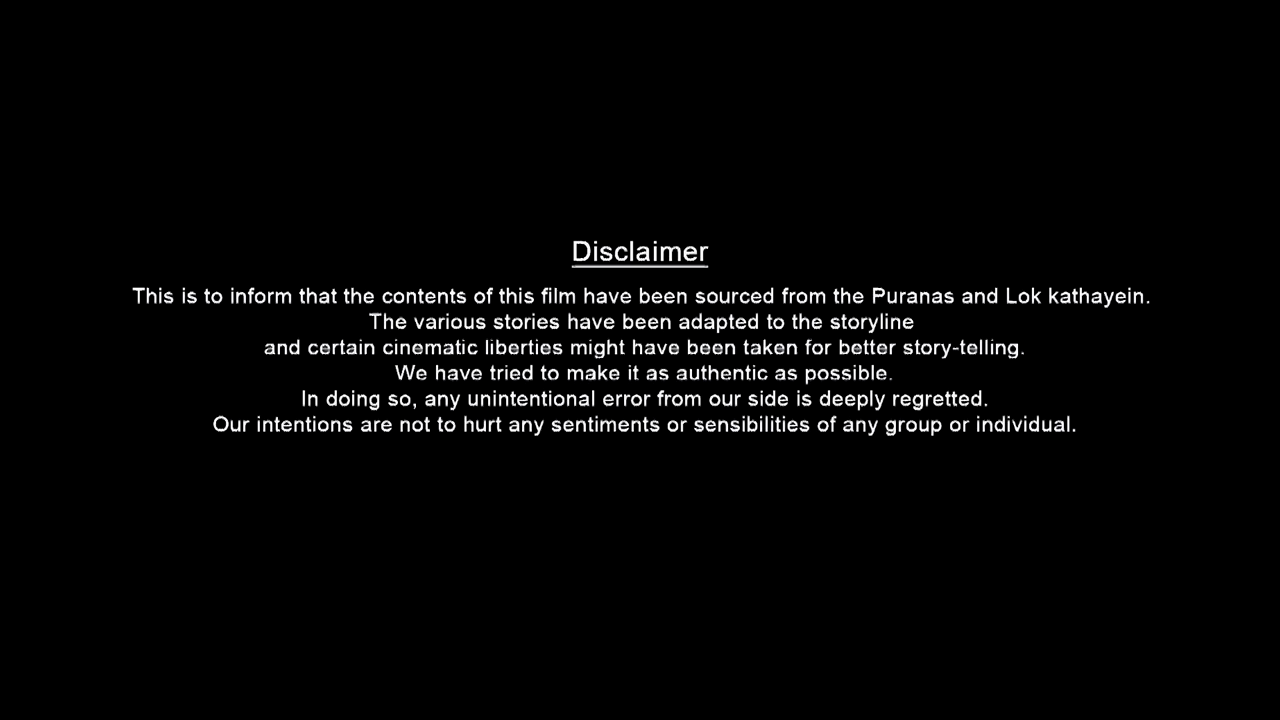 Disclaimer
This is to inform that the contents of this film have been sourced from the Puranas and Lok kathayein.
The various stories have been adapted to the storyline
and certain cinematic liberties might have been taken for better story-telling.
We have tried to make it as authentic as possible.
In doing so, any unintentional error from our side is deeply regretted.
Our intentions are not to hurt any sentiments or sensibilities of any group or individual.